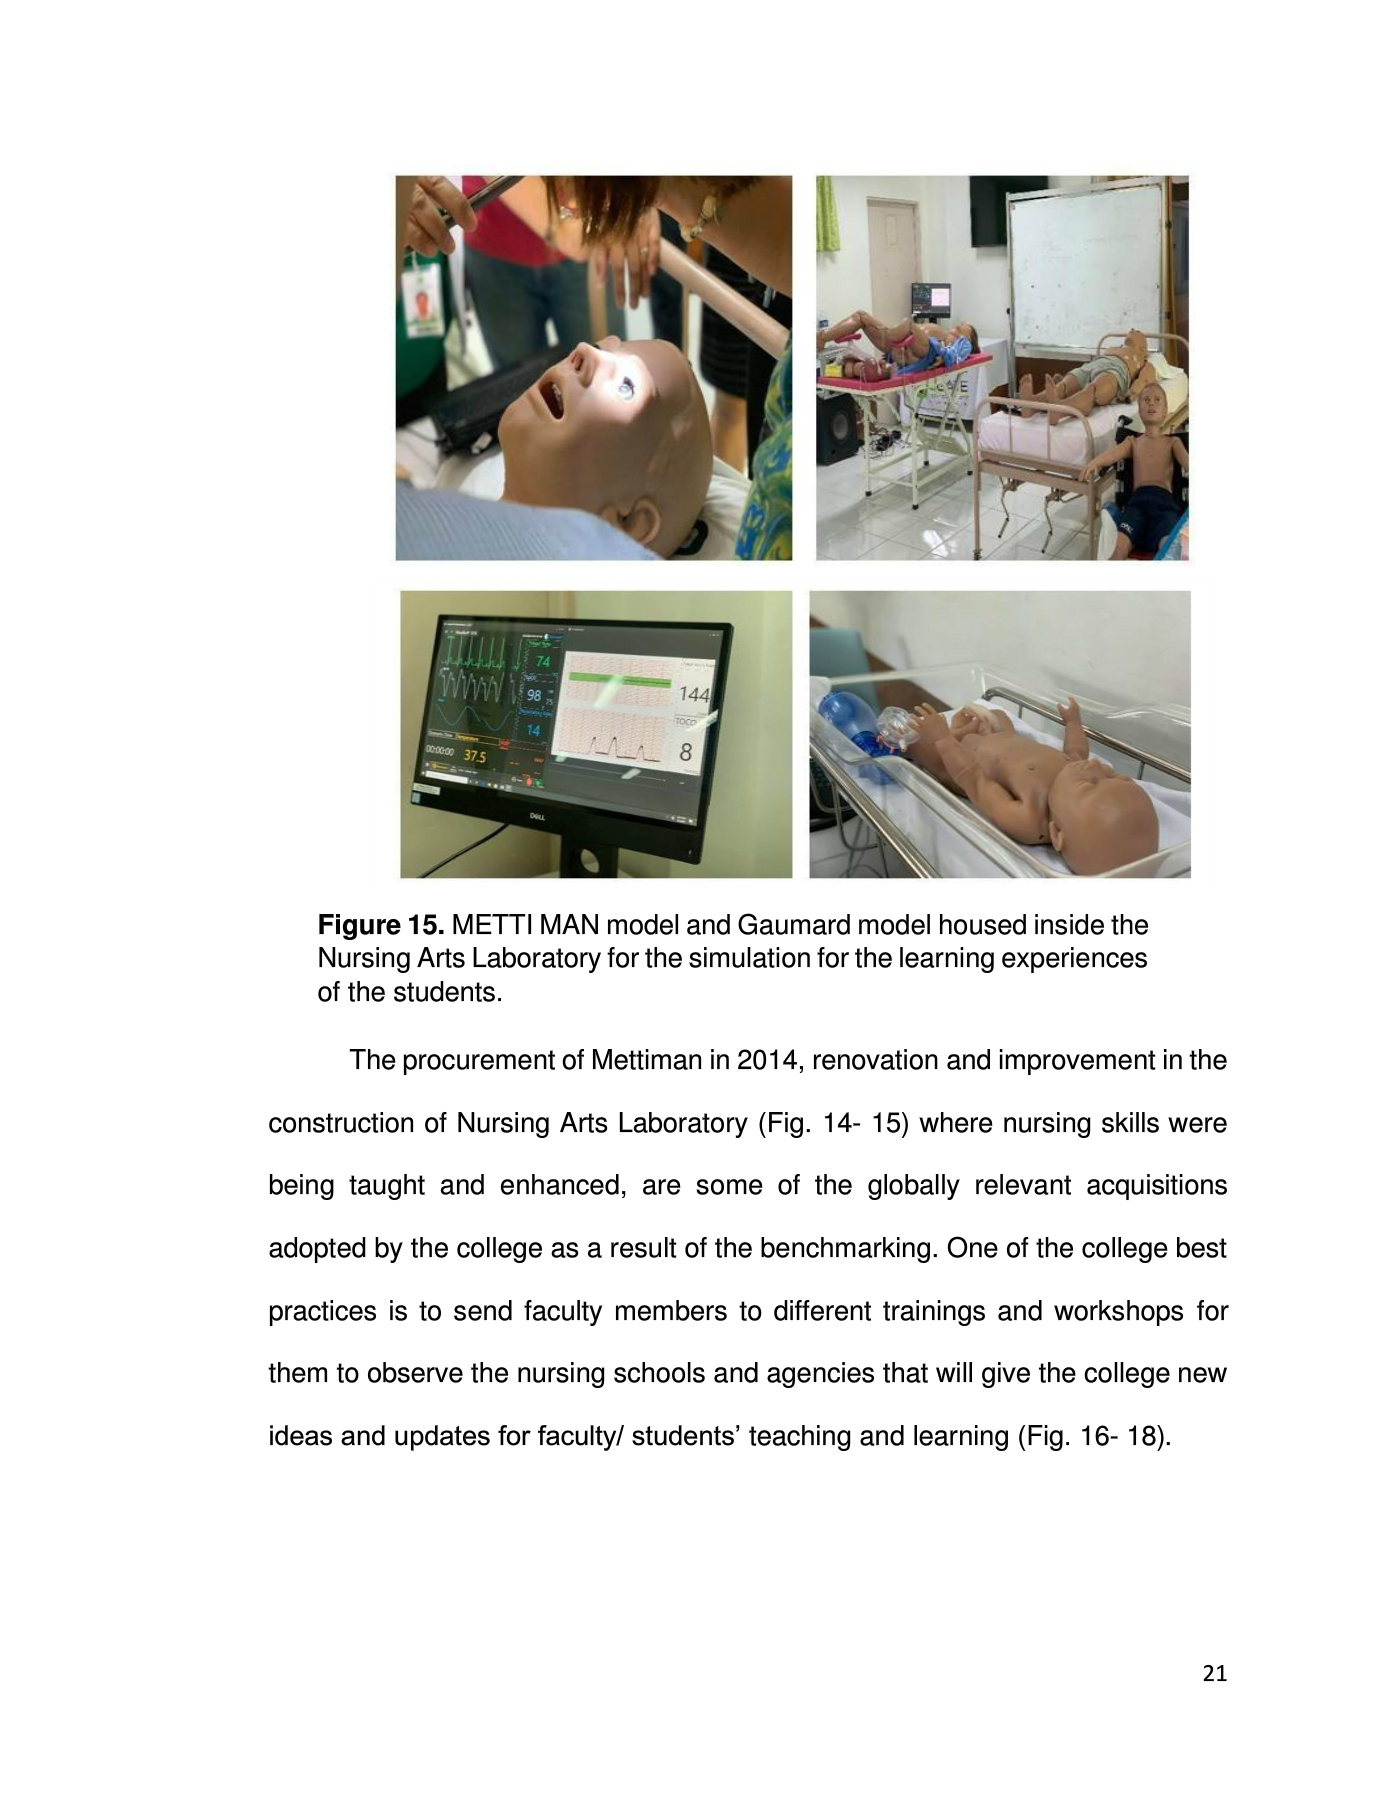 74
98
75
14
00:00:00
37.5
144
TOCO
8
DELL
Figure 15. METTI MAN model and Gaumard model housed inside the
Nursing Arts Laboratory for the simulation for the learning experiences
of the students.
The procurement of Mettiman in 2014, renovation and improvement in the
construction of Nursing Arts Laboratory (Fig. 14- 15) where nursing skills were
being taught and enhanced, are some of the globally relevant acquisitions
adopted by the college as a result of the benchmarking. One of the college best
practices is to send faculty members to different trainings and workshops for
them to observe the nursing schools and agencies that will give the college new
ideas and updates for faculty/ students’ teaching and learning (Fig. 16- 18).
21